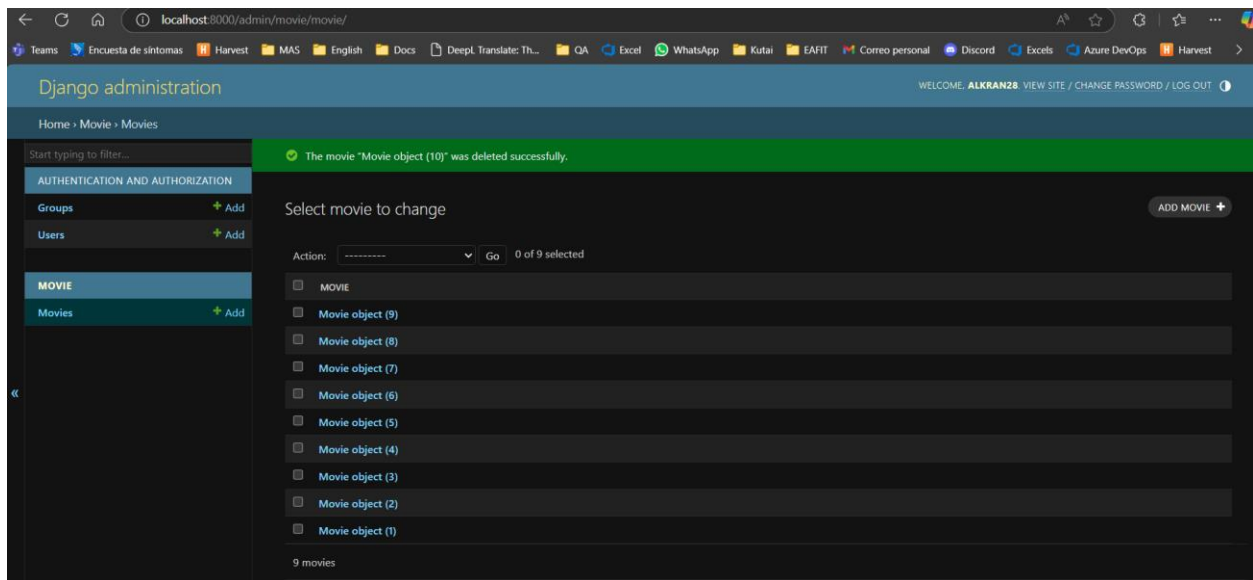 localhost:8000/admin/movie/movie/
Teams Encuesta de síntomas Harvest MAS English Docs DeepL Translate: Th... QA Excel WhatsApp Kutai EAFIT Correo personal Discord Excels Azure DevOps Harvest
Django administration
WELCOME, ALKRAN28. VIEW SITE / CHANGE PASSWORD / LOG OUT
Home › Movie › Movies
Start typing to filter...
The movie “Movie object (10)” was deleted successfully.
AUTHENTICATION AND AUTHORIZATION
Groups + Add
Users + Add
MOVIE
Movies + Add
«
Select movie to change
ADD MOVIE +
Action: --------- Go 0 of 9 selected
MOVIE
Movie object (9)
Movie object (8)
Movie object (7)
Movie object (6)
Movie object (5)
Movie object (4)
Movie object (3)
Movie object (2)
Movie object (1)
9 movies